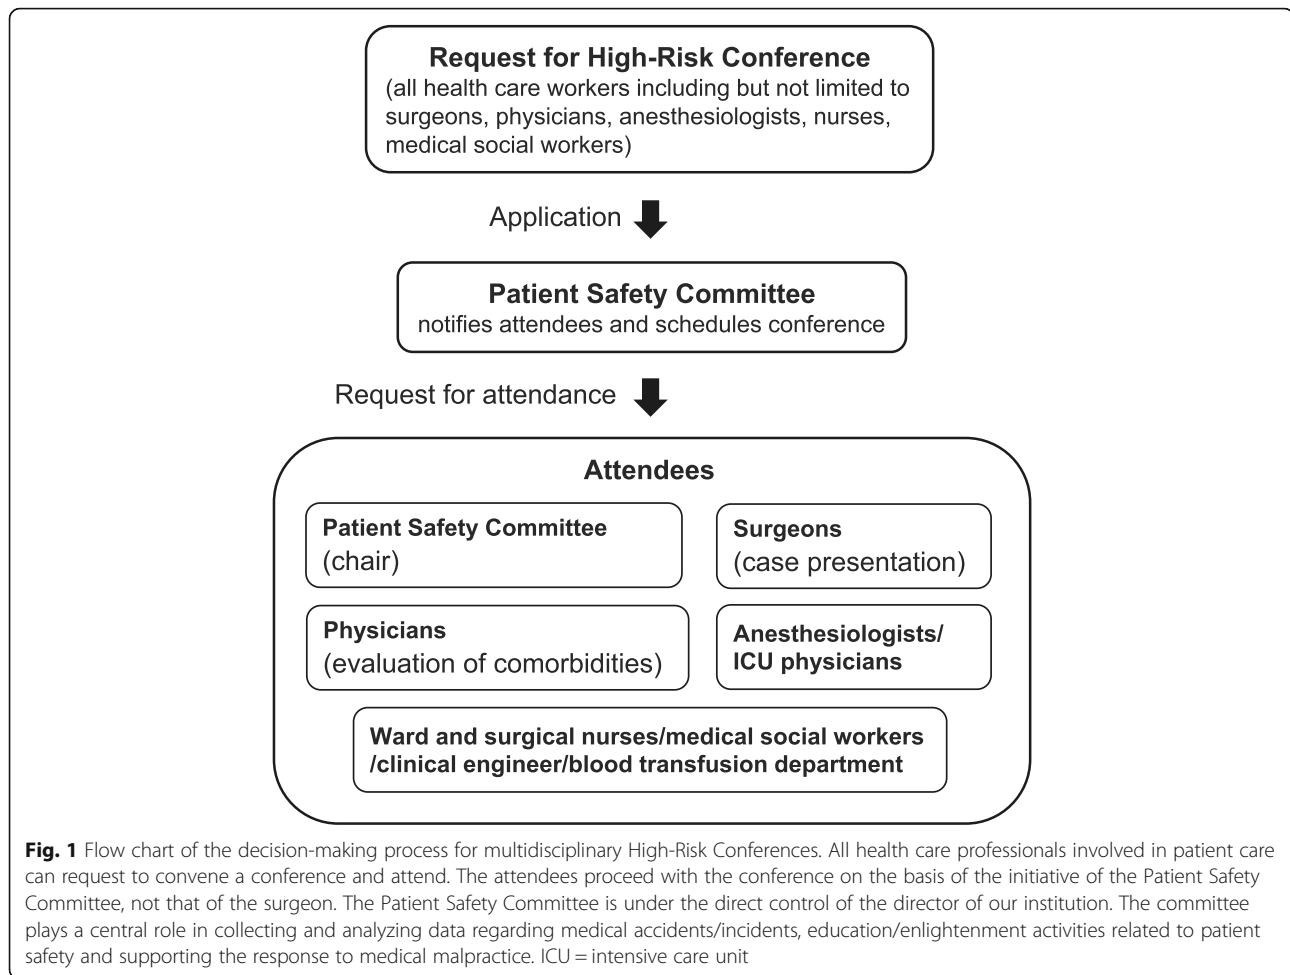 Request for High-Risk Conference
(all health care workers including but not limited to
surgeons, physicians, anesthesiologists, nurses,
medical social workers)
Application
Patient Safety Committee
notifies attendees and schedules conference
Request for attendance
Attendees
Patient Safety Committee
(chair)
Surgeons
(case presentation)
Physicians
(evaluation of comorbidities)
Anesthesiologists/
ICU physicians
Ward and surgical nurses/medical social workers
/clinical engineer/blood transfusion department
Fig. 1 Flow chart of the decision-making process for multidisciplinary High-Risk Conferences. All health care professionals involved in patient care
can request to convene a conference and attend. The attendees proceed with the conference on the basis of the initiative of the Patient Safety
Committee, not that of the surgeon. The Patient Safety Committee is under the direct control of the director of our institution. The committee
plays a central role in collecting and analyzing data regarding medical accidents/incidents, education/enlightenment activities related to patient
safety and supporting the response to medical malpractice. ICU = intensive care unit